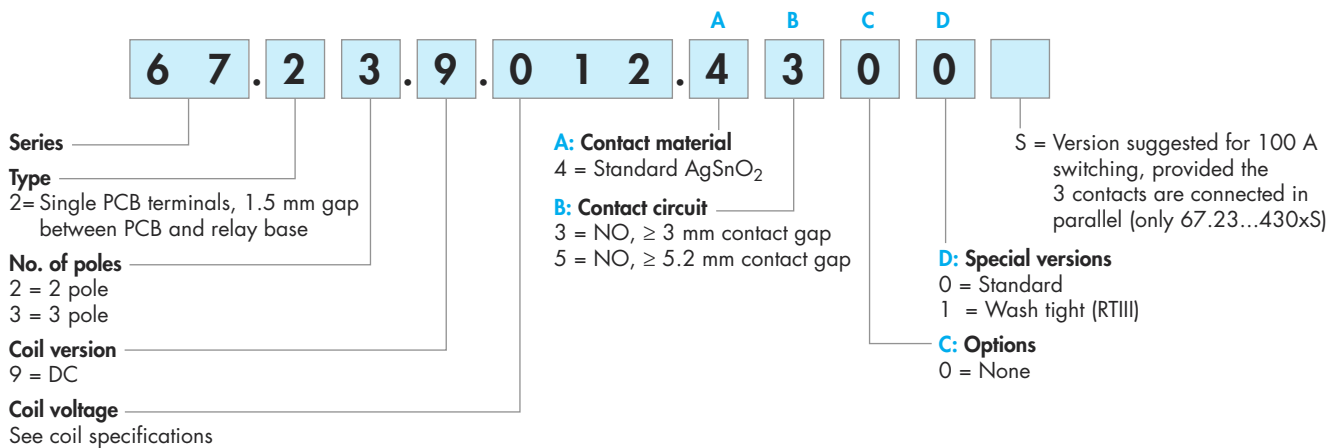 A B C D
6 7 . 2 3 . 9 . 0 1 2 . 4 3 0 0
Series
Type
2= Single PCB terminals, 1.5 mm gap
between PCB and relay base
No. of poles
2 = 2 pole
3 = 3 pole
Coil version
9 = DC
Coil voltage
See coil specifications
A: Contact material
4 = Standard AgSnO₂
B: Contact circuit
3 = NO, ≥ 3 mm contact gap
5 = NO, ≥ 5.2 mm contact gap
S = Version suggested for 100 A
switching, provided the
3 contacts are connected in
parallel (only 67.23...430xS)
D: Special versions
0 = Standard
1 = Wash tight (RTIII)
C: Options
0 = None